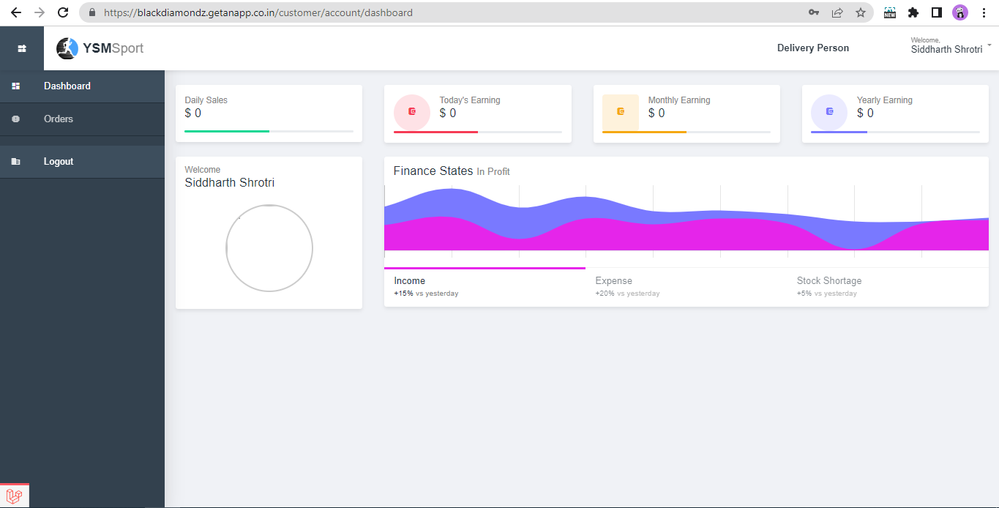 https://blackdiamondz.getanapp.co.in/customer/account/dashboard
NEW
YSMSport
Delivery Person
Welcome,
Siddharth Shrotri
Dashboard
Orders
Logout
Daily Sales
$ 0
Today's Earning
$ 0
Monthly Earning
$ 0
Yearly Earning
$ 0
Welcome
Siddharth Shrotri
Finance States In Profit
Income
+15% vs yesterday
Expense
+20% vs yesterday
Stock Shortage
+5% vs yesterday